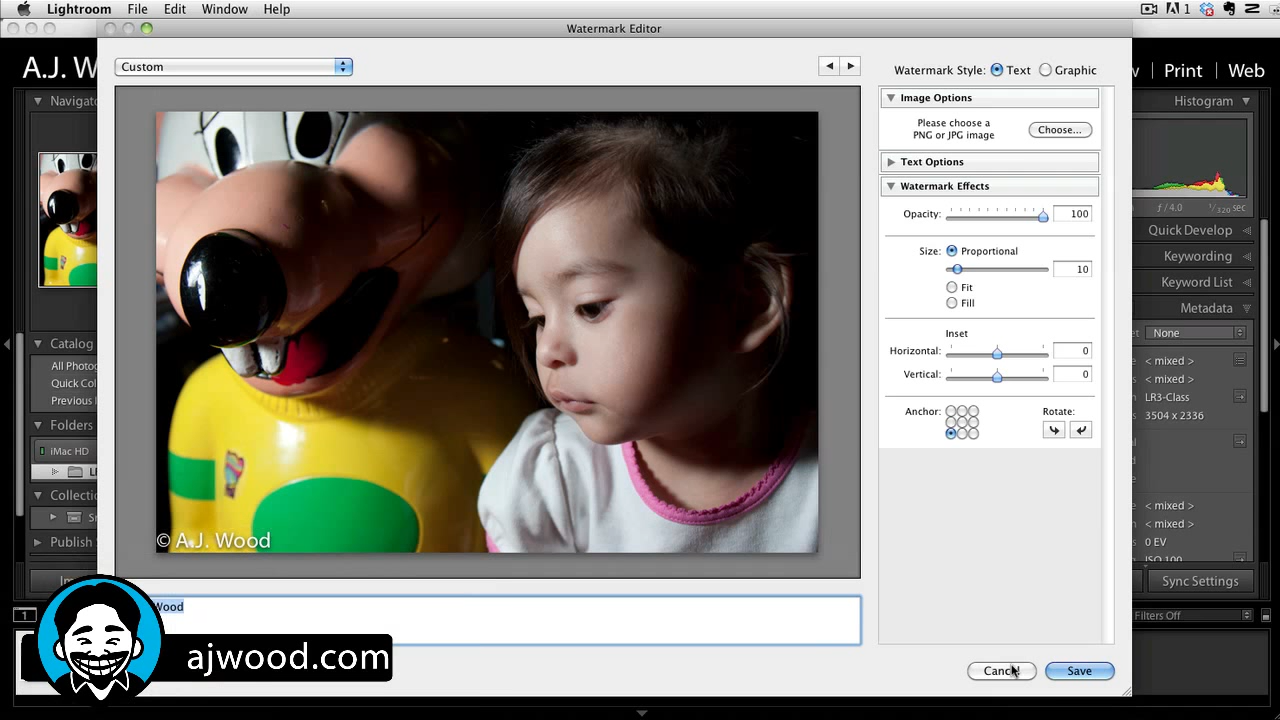 Lightroom File Edit Window Help
1
Watermark Editor
A.J. W
Print Web
Custom
Watermark Style: Text Graphic
Navigato
Histogram
Image Options
Please choose a
PNG or JPG image
Choose...
Text Options
Watermark Effects
Opacity: 100
ƒ / 4.0 1/320 sec
Quick Develop
Size: Proportional
Keywording
10
Keyword List
Fit
Fill
Metadata
Inset
None
Catalog
Horizontal: 0
All Photog
< mixed >
Quick Col
Vertical: 0
< mixed >
Previous I
LR3-Class
Anchor: Rotate:
3504 x 2336
Folders
iMac HD
Collectio
< mixed >
Sr
< mixed >
Publish S
© A.J. Wood
0 EV
ISO 100
Sync Settings
Wood
1
Filters Off
ajwood.com
Cancel Save